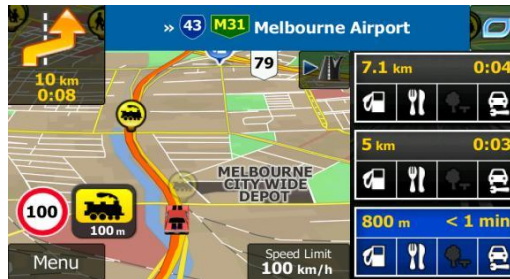 » 43 M31 Melbourne Airport
10 km
0:08
79
7.1 km 0:04
5 km 0:03
MELBOURNE
CITY WIDE
DEPOT
100
100 m
800 m < 1 min
Menu
Speed Limit
100 km/h